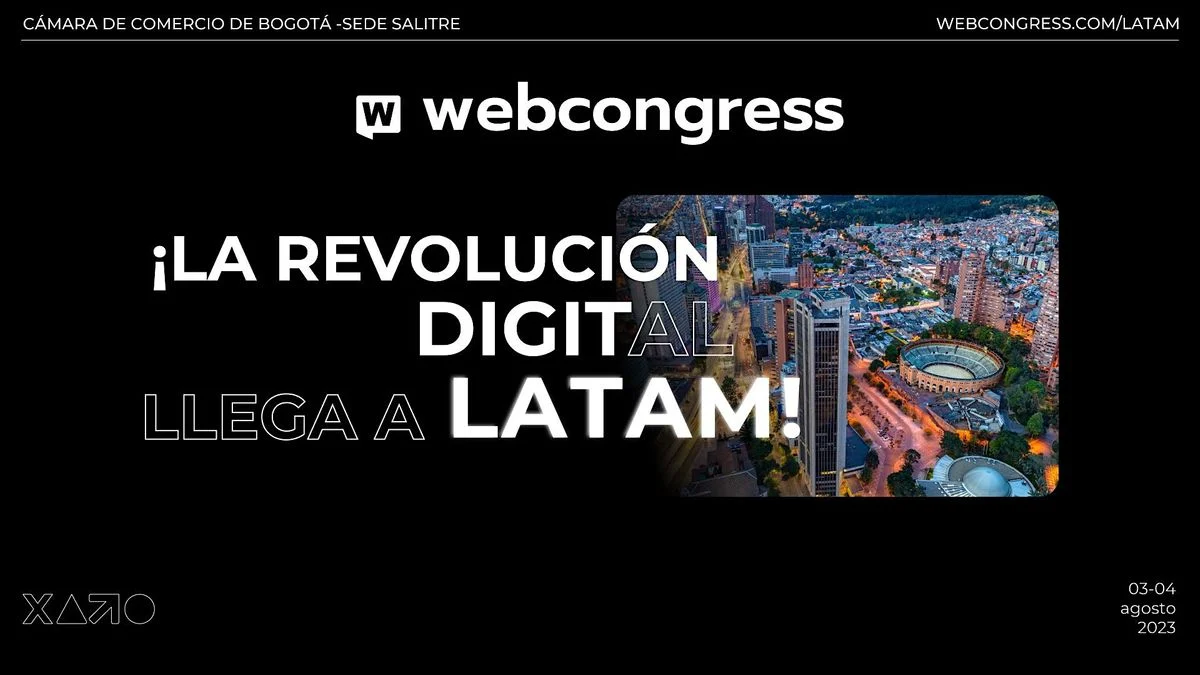 CÁMARA DE COMERCIO DE BOGOTÁ -SEDE SALITRE
WEBCONGRESS.COM/LATAM
W webcongress
¡LA REVOLUCIÓN
DIGITAL
LLEGA A LATAM!
03-04
agosto
2023